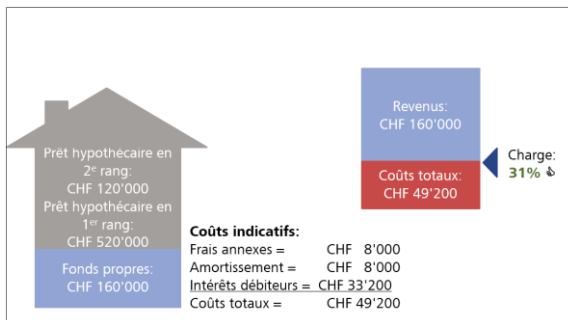 Prêt hypothécaire en
2e rang:
CHF 120'000
Prêt hypothécaire en
1er rang:
CHF 520'000
Fonds propres:
CHF 160'000
Coûts indicatifs:
Frais annexes = CHF 8'000
Amortissement = CHF 8'000
Intérêts débiteurs = CHF 33'200
Coûts totaux = CHF 49'200
Revenus:
CHF 160'000
Coûts totaux:
CHF 49'200
Charge:
31%